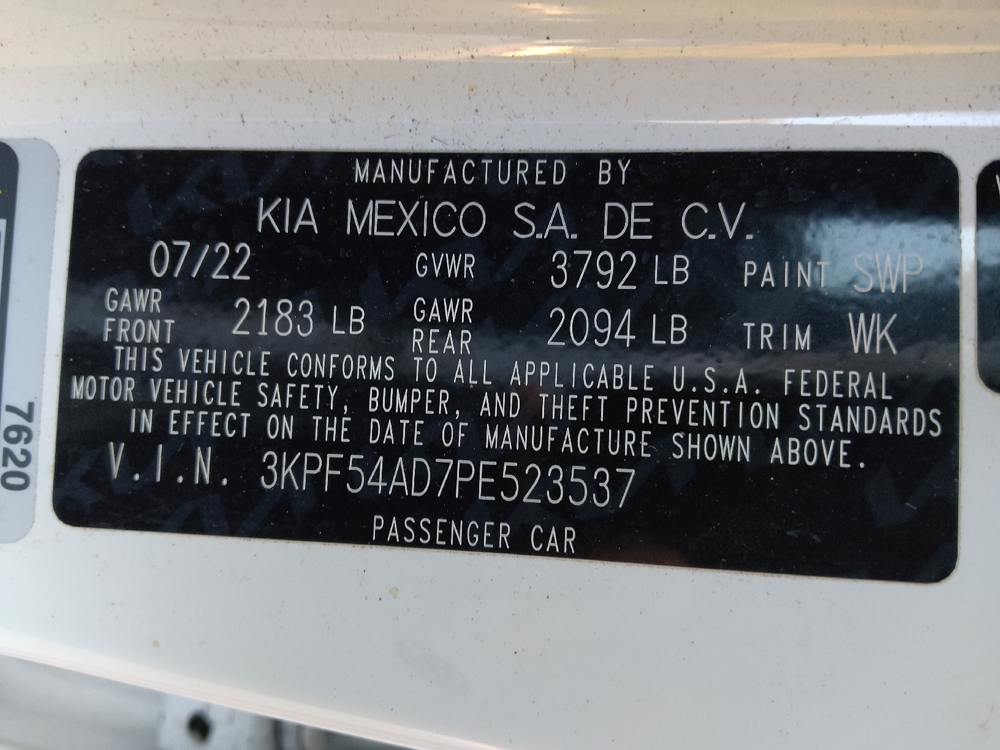 MANUFACTURED BY
KIA MEXICO S.A. DE C.V.
07/22 GVWR 3792 LB PAINT SWP
GAWR FRONT 2183 LB GAWR REAR 2094 LB TRIM WK
THIS VEHICLE CONFORMS TO ALL APPLICABLE U.S.A. FEDERAL
MOTOR VEHICLE SAFETY, BUMPER, AND THEFT PREVENTION STANDARDS
IN EFFECT ON THE DATE OF MANUFACTURE SHOWN ABOVE.
V.I.N. 3KPF54AD7PE523537
PASSENGER CAR
7620